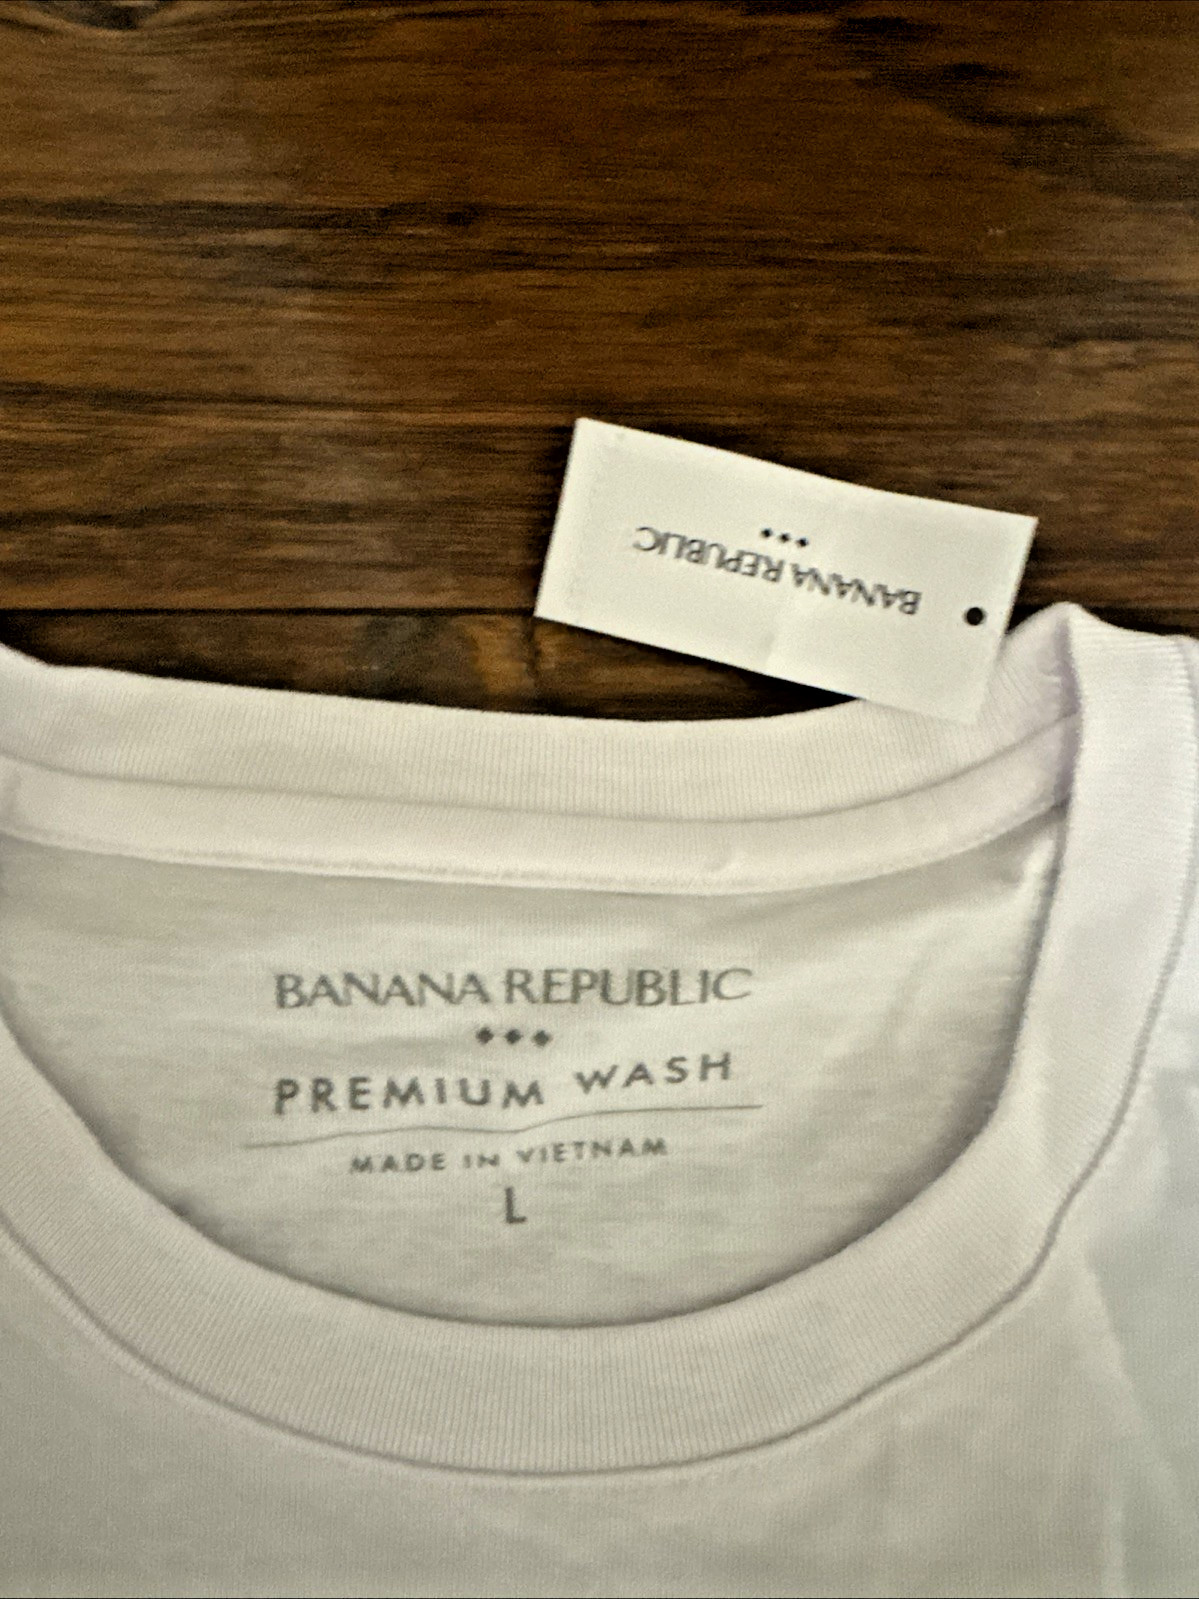 BANANA REPUBLIC
BANANA REPUBLIC
PREMIUM WASH
MADE IN VIETNAM
L